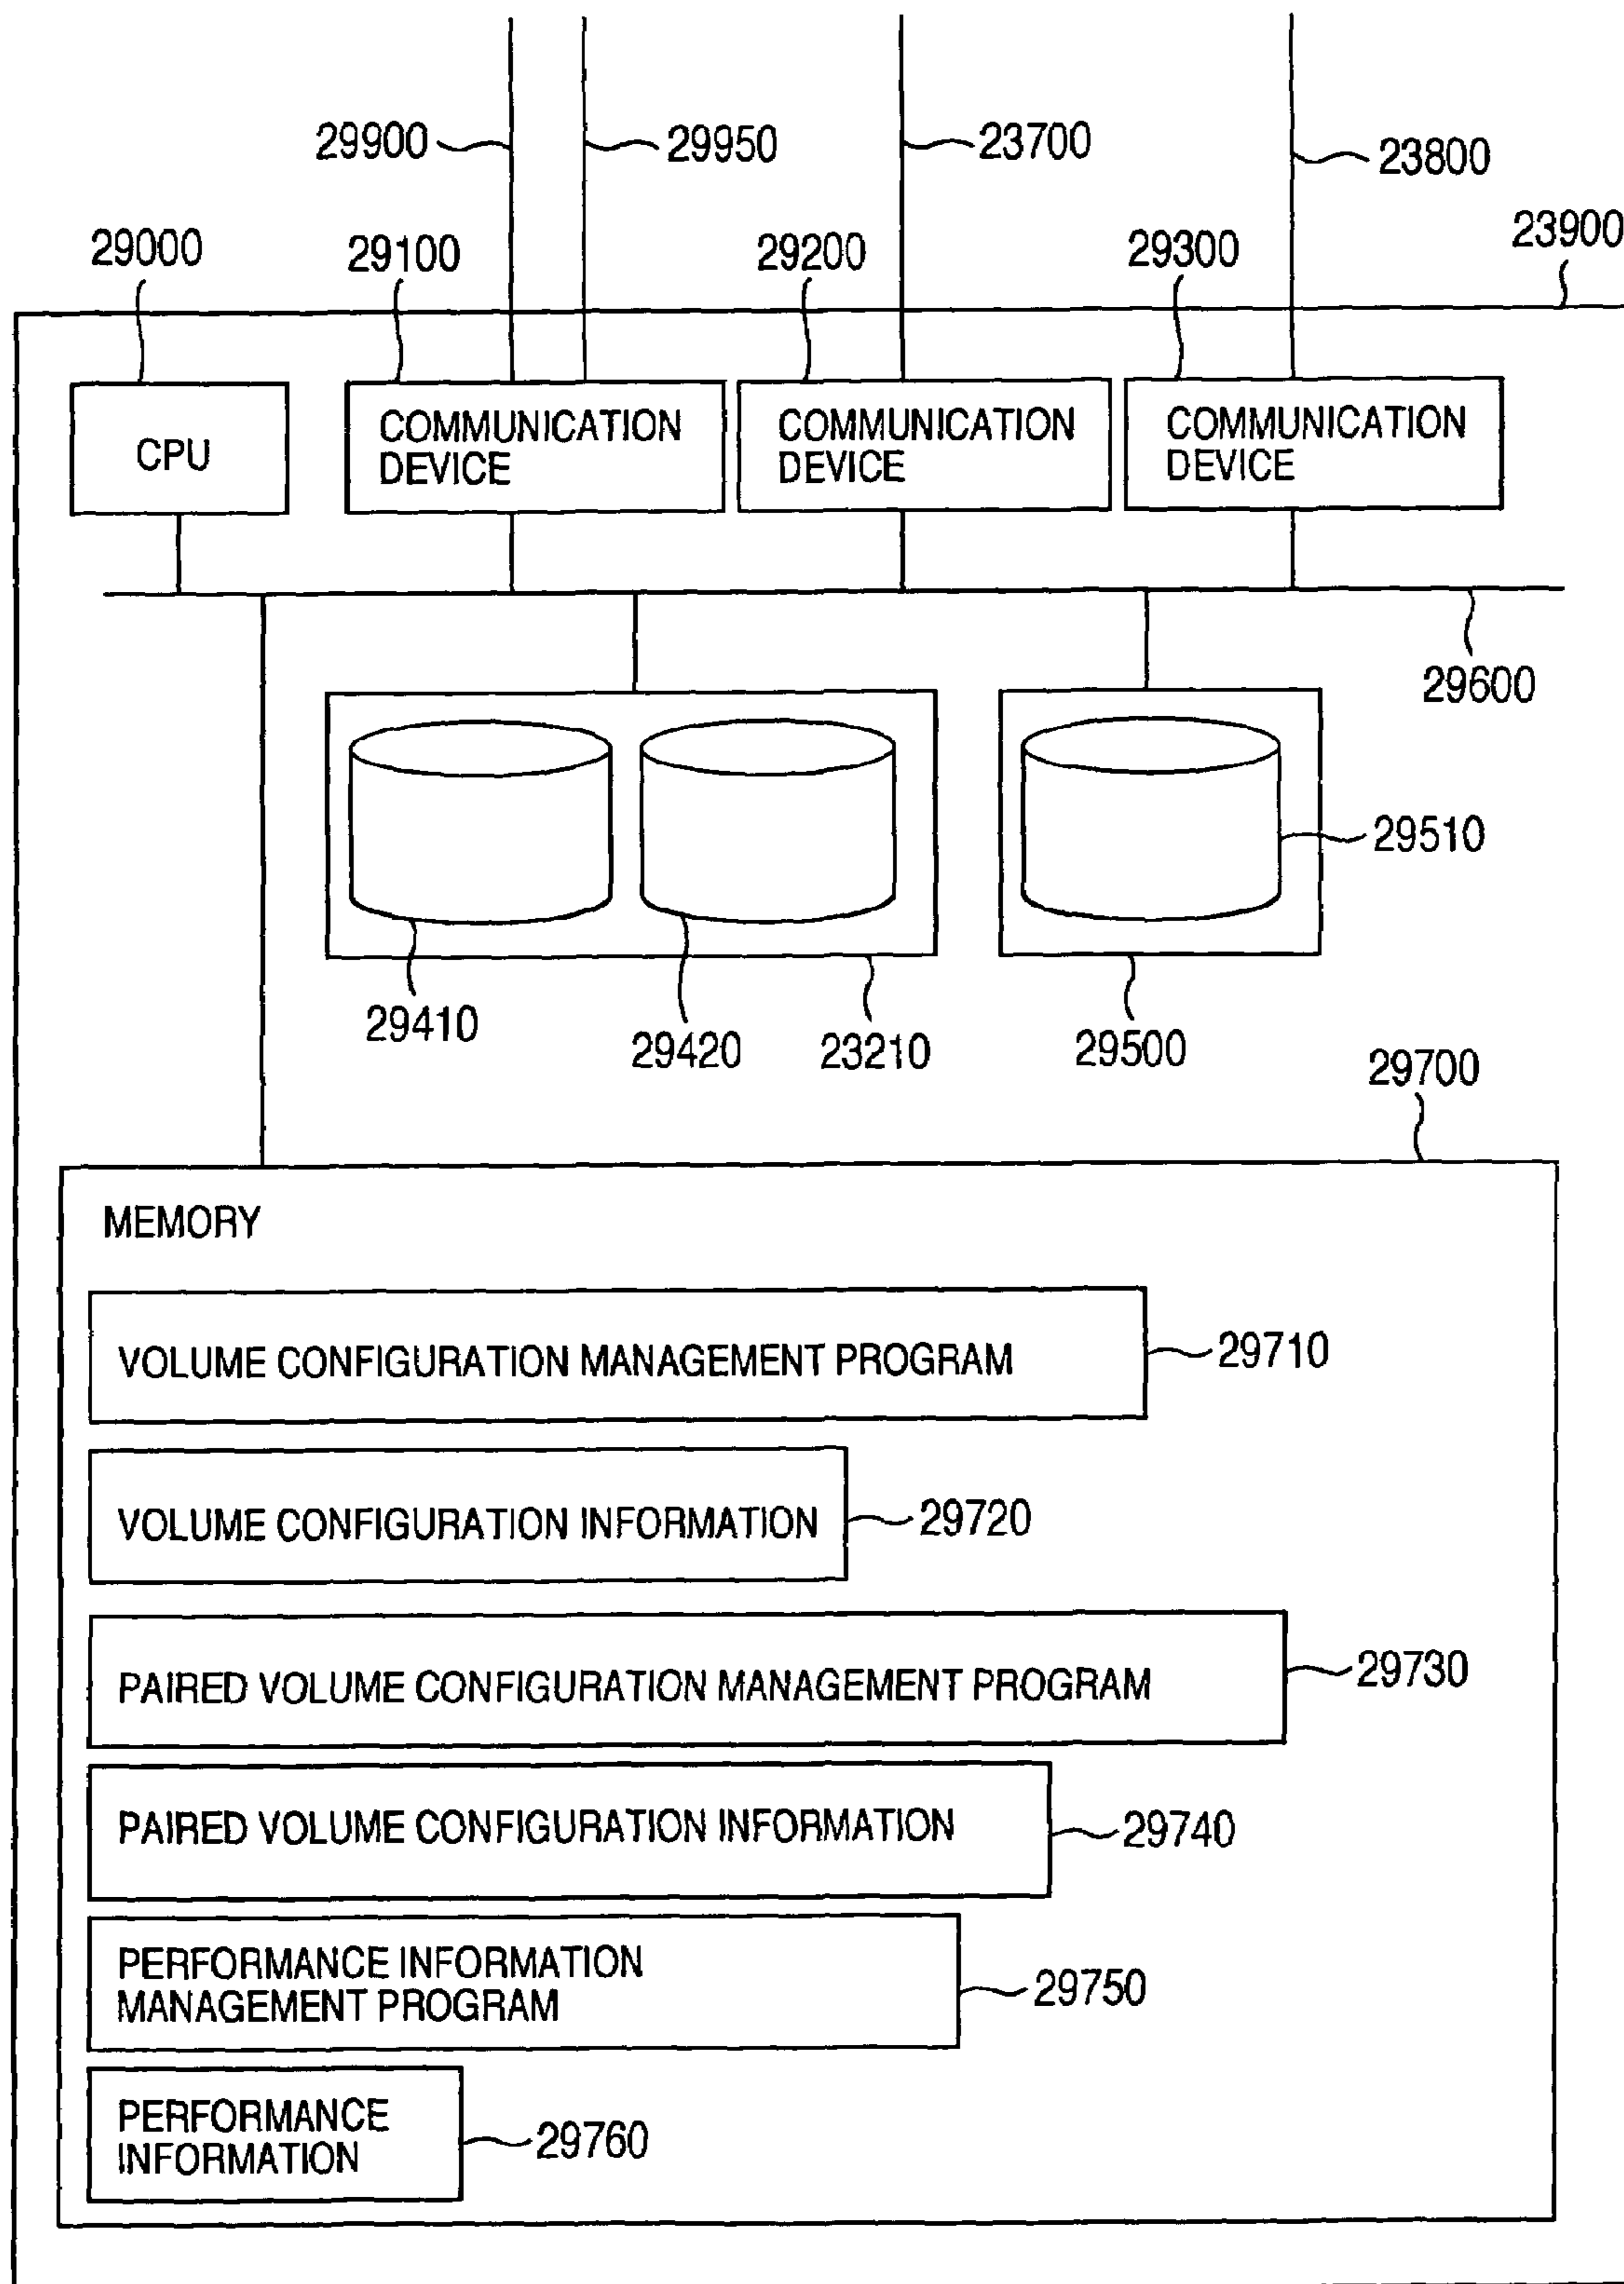 29900
29950
23700
23800
29000
29100
29200
29300
23900
CPU
COMMUNICATION
DEVICE
COMMUNICATION
DEVICE
COMMUNICATION
DEVICE
29600
29510
29410
29420
23210
29500
29700
MEMORY
VOLUME CONFIGURATION MANAGEMENT PROGRAM
29710
VOLUME CONFIGURATION INFORMATION
29720
PAIRED VOLUME CONFIGURATION MANAGEMENT PROGRAM
29730
PAIRED VOLUME CONFIGURATION INFORMATION
29740
PERFORMANCE INFORMATION
MANAGEMENT PROGRAM
29750
PERFORMANCE
INFORMATION
29760